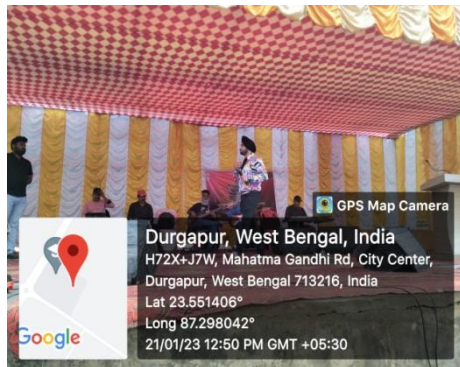 GPS Map Camera
Durgapur, West Bengal, India
H72X+J7W, Mahatma Gandhi Rd, City Center,
Durgapur, West Bengal 713216, India
Lat 23.551406°
Long 87.298042°
21/01/23 12:50 PM GMT +05:30
Google